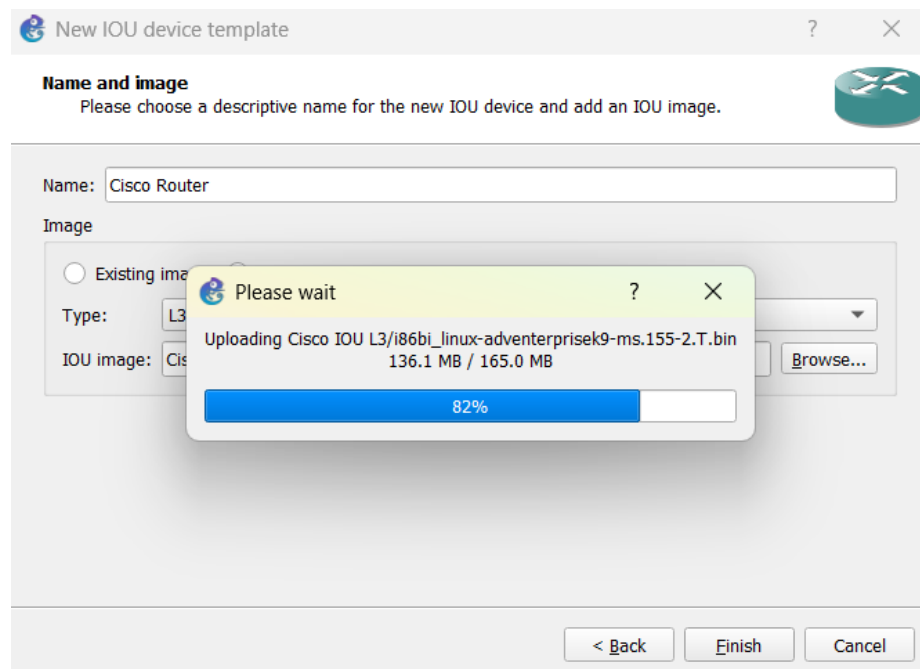 New IOU device template
Name and image
Please choose a descriptive name for the new IOU device and add an IOU image.
Name: Cisco Router
Image
Existing
Please wait
Type: L3
Uploading Cisco IOU L3/i86bi_linux-adventerprisek9-ms.155-2.T.bin
136.1 MB / 165.0 MB
IOU image: Browse...
82%
< Back Finish Cancel